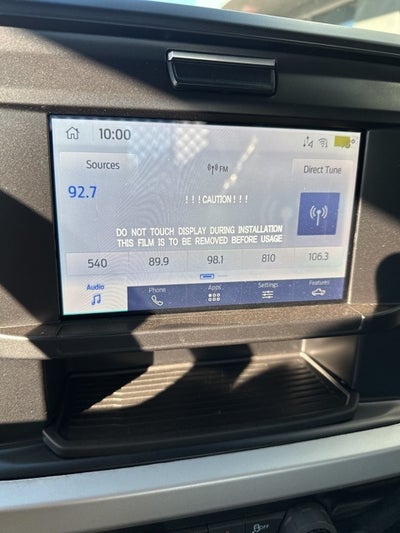 10:00
Sources
FM
Direct Tune
92.7
!!!CAUTION!!!
DO NOT TOUCH DISPLAY DURING INSTALLATION
THIS FILM IS TO BE REMOVED BEFORE USAGE
540 89.9 98.1 810 106.3
Audio Phone Apps Settings Features
OFF